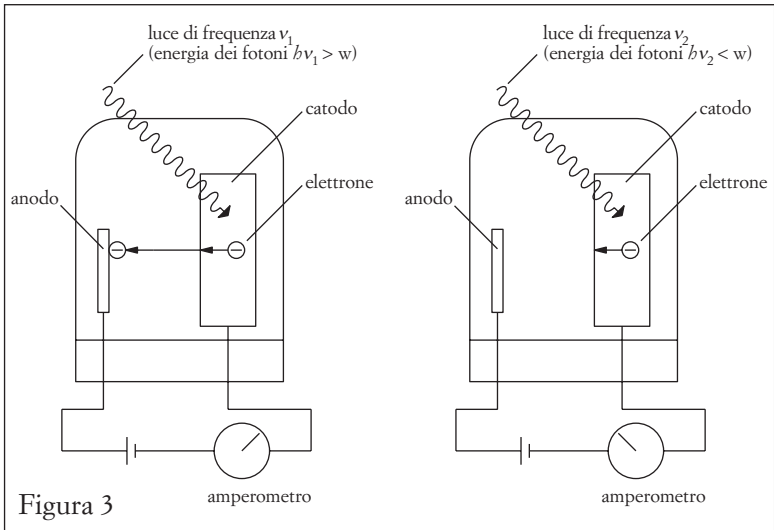 luce di frequenza ν₁
(energia dei fotoni hν₁ > w)
catodo
elettrone
anodo
amperometro
luce di frequenza ν₂
(energia dei fotoni hν₂ < w)
catodo
elettrone
anodo
amperometro
Figura 3